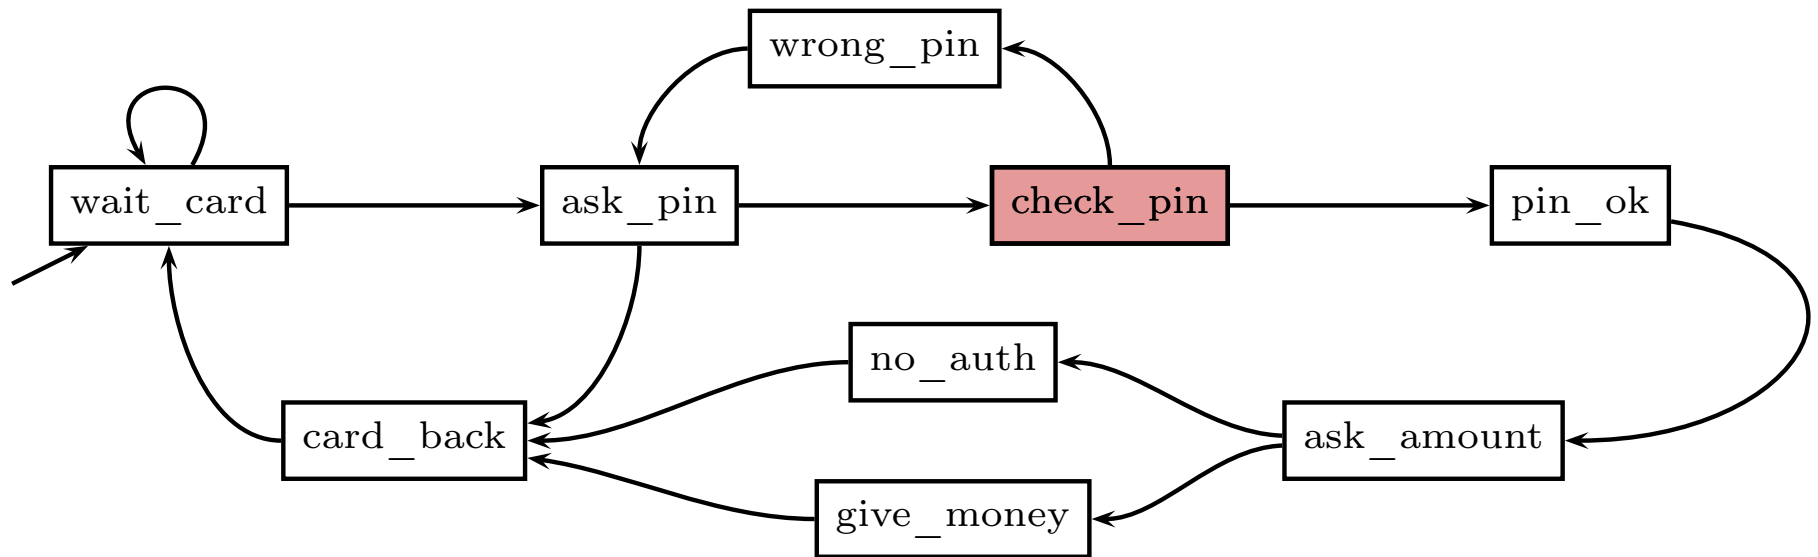 wrong_pin
wait_card
ask_pin
check_pin
pin_ok
no_auth
card_back
ask_amount
give_money